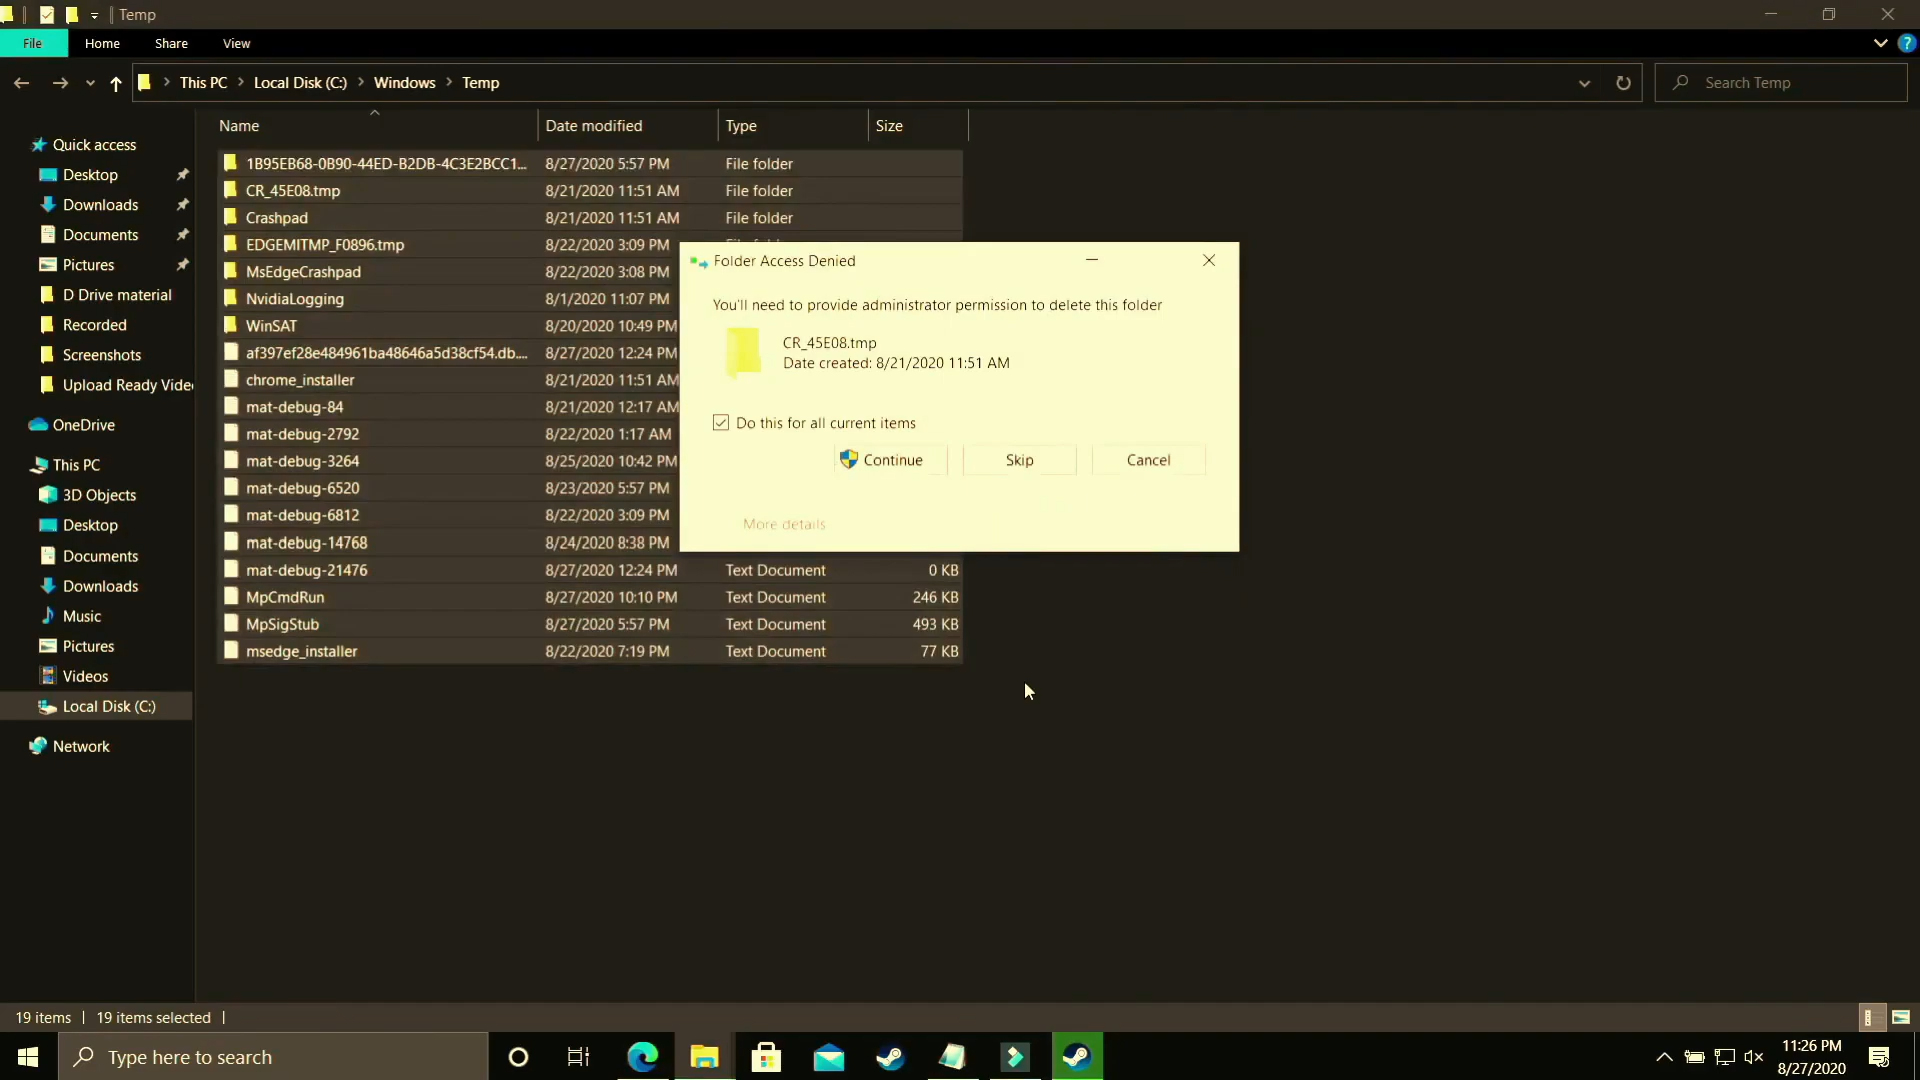 Temp
File Home Share View
This PC > Local Disk (C:) > Windows > Temp
Search Temp
Name Date modified Type Size
Quick access
Desktop
Downloads
Documents
Pictures
D Drive material
Recorded
Screenshots
Upload Ready Vide
OneDrive
This PC
3D Objects
Desktop
Documents
Downloads
Music
Pictures
Videos
Local Disk (C:)
Network
1B95EB68-0B90-44ED-B2DB-4C3E2BCC1... 8/27/2020 5:57 PM File folder
CR_45E08.tmp 8/21/2020 11:51 AM File folder
Crashpad 8/21/2020 11:51 AM File folder
EDGEMITMP_F0896.tmp 8/22/2020 3:09 PM
MsEdgeCrashpad 8/22/2020 3:08 PM
NvidiaLogging 8/1/2020 11:07 PM
WinSAT 8/20/2020 10:49 PM
af397ef28e484961ba48646a5d38cf54.db.... 8/27/2020 12:24 PM
chrome_installer 8/21/2020 11:51 AM
mat-debug-84 8/21/2020 12:17 AM
mat-debug-2792 8/22/2020 1:17 AM
mat-debug-3264 8/25/2020 10:42 PM
mat-debug-6520 8/23/2020 5:57 PM
mat-debug-6812 8/22/2020 3:09 PM
mat-debug-14768 8/24/2020 8:38 PM
mat-debug-21476 8/27/2020 12:24 PM Text Document 0 KB
MpCmdRun 8/27/2020 10:10 PM Text Document 246 KB
MpSigStub 8/27/2020 5:57 PM Text Document 493 KB
msedge_installer 8/22/2020 7:19 PM Text Document 77 KB
Folder Access Denied
You'll need to provide administrator permission to delete this folder
CR_45E08.tmp
Date created: 8/21/2020 11:51 AM
Do this for all current items
Continue Skip Cancel
More details
19 items 19 items selected
Type here to search
11:26 PM
8/27/2020